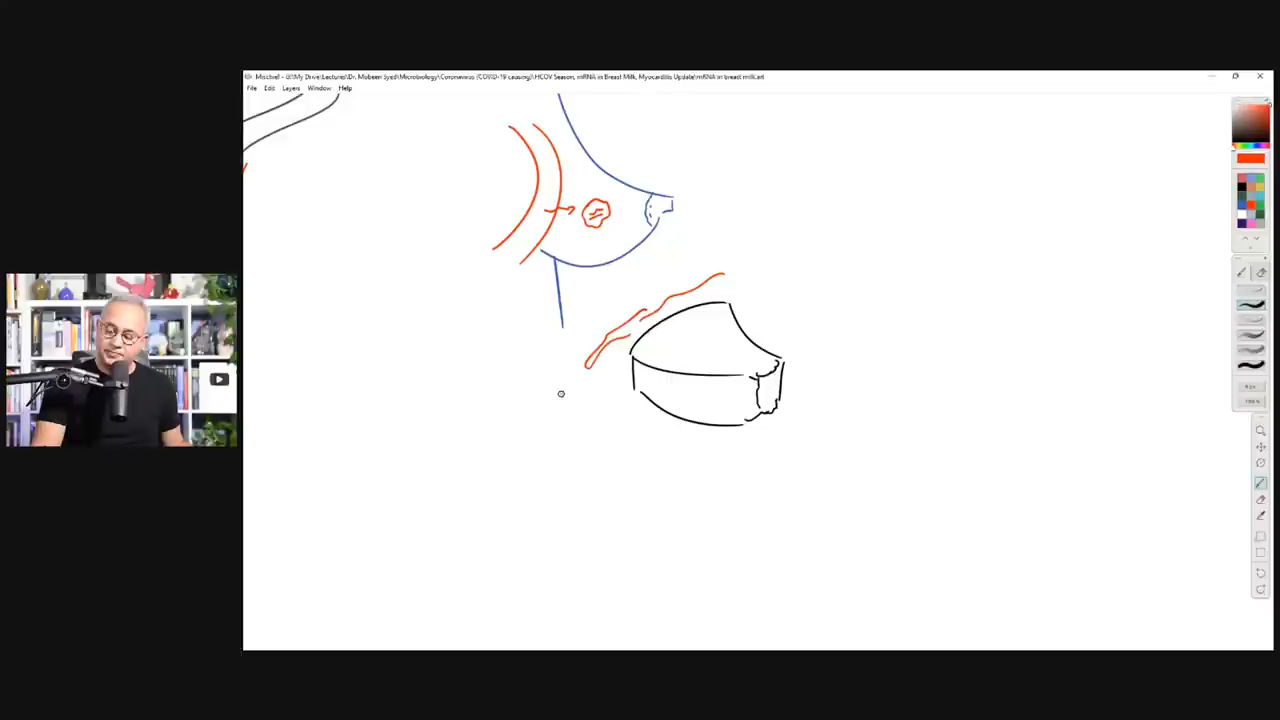 Mischief - G:\My Drive\Lectures\Dr. Mobeen Syed\Microbiology\Coronavirus (COVID-19 causing)\HCOV Season, mRNA in Breast Milk, Myocarditis Update\mRNA in breast milk.art
File Edit Layers Window Help